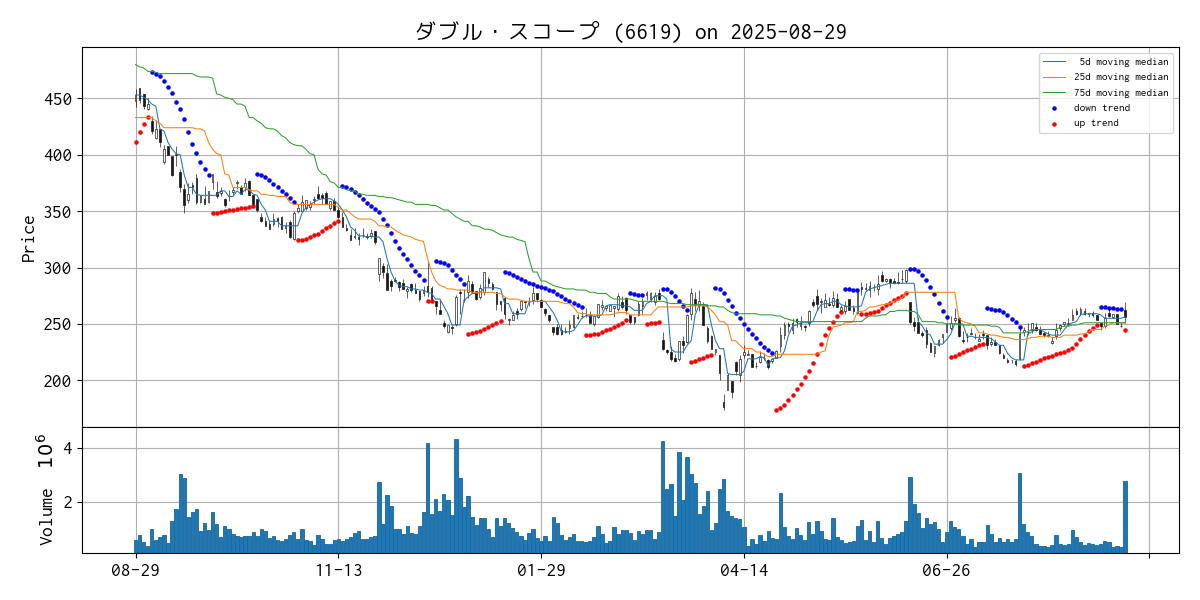 ダブル・スコープ (6619) on 2025-08-29
5d moving median
25d moving median
75d moving median
down trend
up trend
Price
450
400
350
300
250
200
Volume 10^6
4
2
08-29
11-13
01-29
04-14
06-26